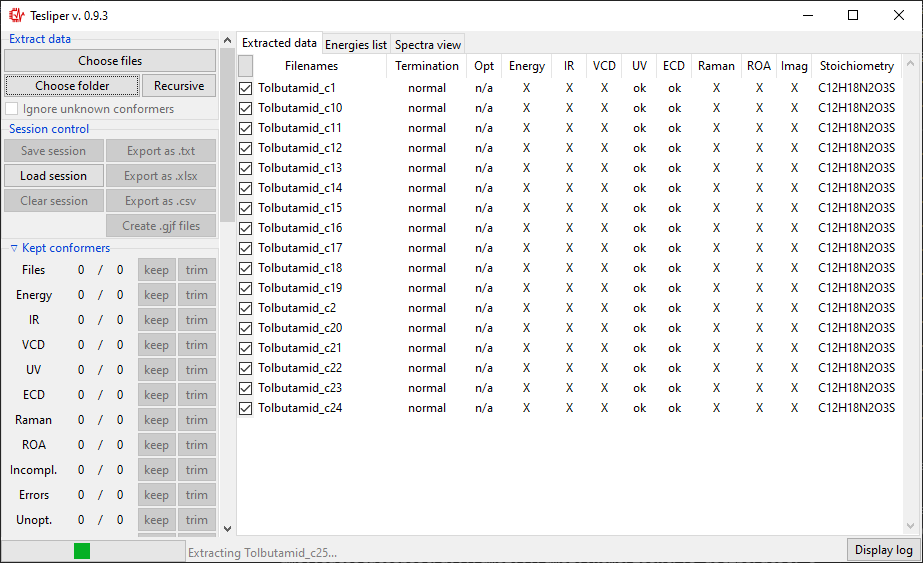 Tesliper v. 0.9.3
Extract data
Choose files
Choose folder Recursive
Ignore unknown conformers
Session control
Save session Export as .txt
Load session Export as .xlsx
Clear session Export as .csv
Create .gjf files
Kept conformers
Files 0 / 0 keep trim
Energy 0 / 0 keep trim
IR 0 / 0 keep trim
VCD 0 / 0 keep trim
UV 0 / 0 keep trim
ECD 0 / 0 keep trim
Raman 0 / 0 keep trim
ROA 0 / 0 keep trim
Incompl. 0 / 0 keep trim
Errors 0 / 0 keep trim
Unopt. 0 / 0 keep trim
Extracted data Energies list Spectra view
Filenames Termination Opt Energy IR VCD UV ECD Raman ROA Imag Stoichiometry
Tolbutamid_c1 normal n/a X X X ok ok X X X C12H18N2O3S
Tolbutamid_c10 normal n/a X X X ok ok X X X C12H18N2O3S
Tolbutamid_c11 normal n/a X X X ok ok X X X C12H18N2O3S
Tolbutamid_c12 normal n/a X X X ok ok X X X C12H18N2O3S
Tolbutamid_c13 normal n/a X X X ok ok X X X C12H18N2O3S
Tolbutamid_c14 normal n/a X X X ok ok X X X C12H18N2O3S
Tolbutamid_c15 normal n/a X X X ok ok X X X C12H18N2O3S
Tolbutamid_c16 normal n/a X X X ok ok X X X C12H18N2O3S
Tolbutamid_c17 normal n/a X X X ok ok X X X C12H18N2O3S
Tolbutamid_c18 normal n/a X X X ok ok X X X C12H18N2O3S
Tolbutamid_c19 normal n/a X X X ok ok X X X C12H18N2O3S
Tolbutamid_c2 normal n/a X X X ok ok X X X C12H18N2O3S
Tolbutamid_c20 normal n/a X X X ok ok X X X C12H18N2O3S
Tolbutamid_c21 normal n/a X X X ok ok X X X C12H18N2O3S
Tolbutamid_c22 normal n/a X X X ok ok X X X C12H18N2O3S
Tolbutamid_c23 normal n/a X X X ok ok X X X C12H18N2O3S
Tolbutamid_c24 normal n/a X X X ok ok X X X C12H18N2O3S
Extracting Tolbutamid_c25...
Display log